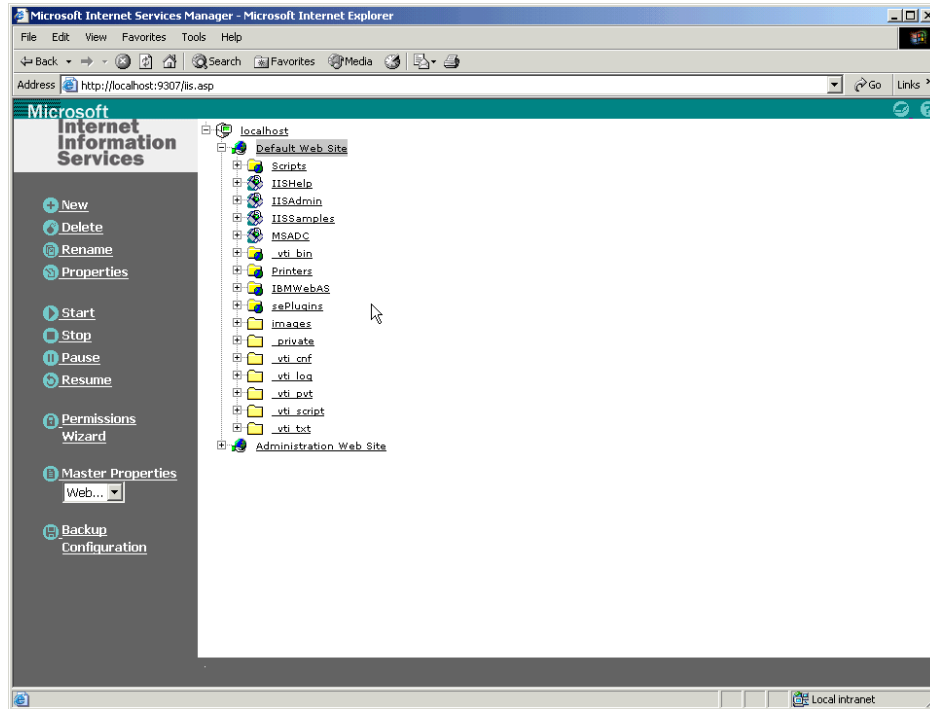 Microsoft Internet Services Manager - Microsoft Internet Explorer
File Edit View Favorites Tools Help
Back Search Favorites Media
Address http://localhost:9307/iis.asp Go Links
Microsoft
Internet
Information
Services
New
Delete
Rename
Properties
Start
Stop
Pause
Resume
Permissions
Wizard
Master Properties
Web...
Backup
Configuration
localhost
Default Web Site
Scripts
IISHelp
IISAdmin
IISSamples
MSADC
_vti_bin
Printers
IBMWebAS
sePlugins
images
_private
_vti_cnf
_vti_log
_vti_pvt
_vti_script
_vti_txt
Administration Web Site
Local intranet